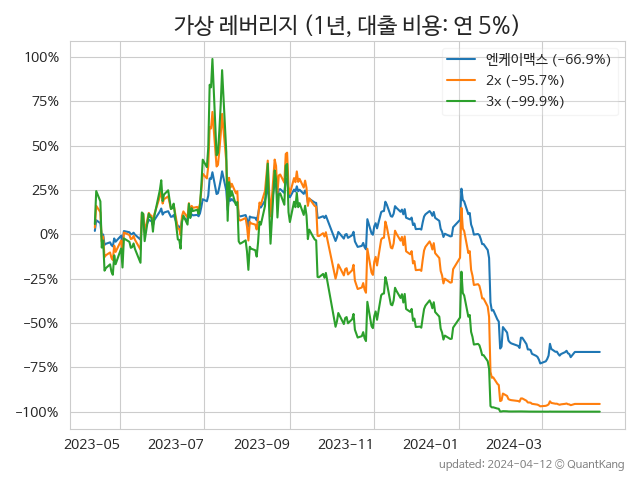 가상 레버리지 (1년, 대출 비용: 연 5%)
엔케이맥스 (−66.9%)
2x (−95.7%)
3x (−99.9%)
100%
75%
50%
25%
0%
−25%
−50%
−75%
−100%
2023-05 2023-07 2023-09 2023-11 2024-01 2024-03
updated: 2024-04-12 © QuantKang